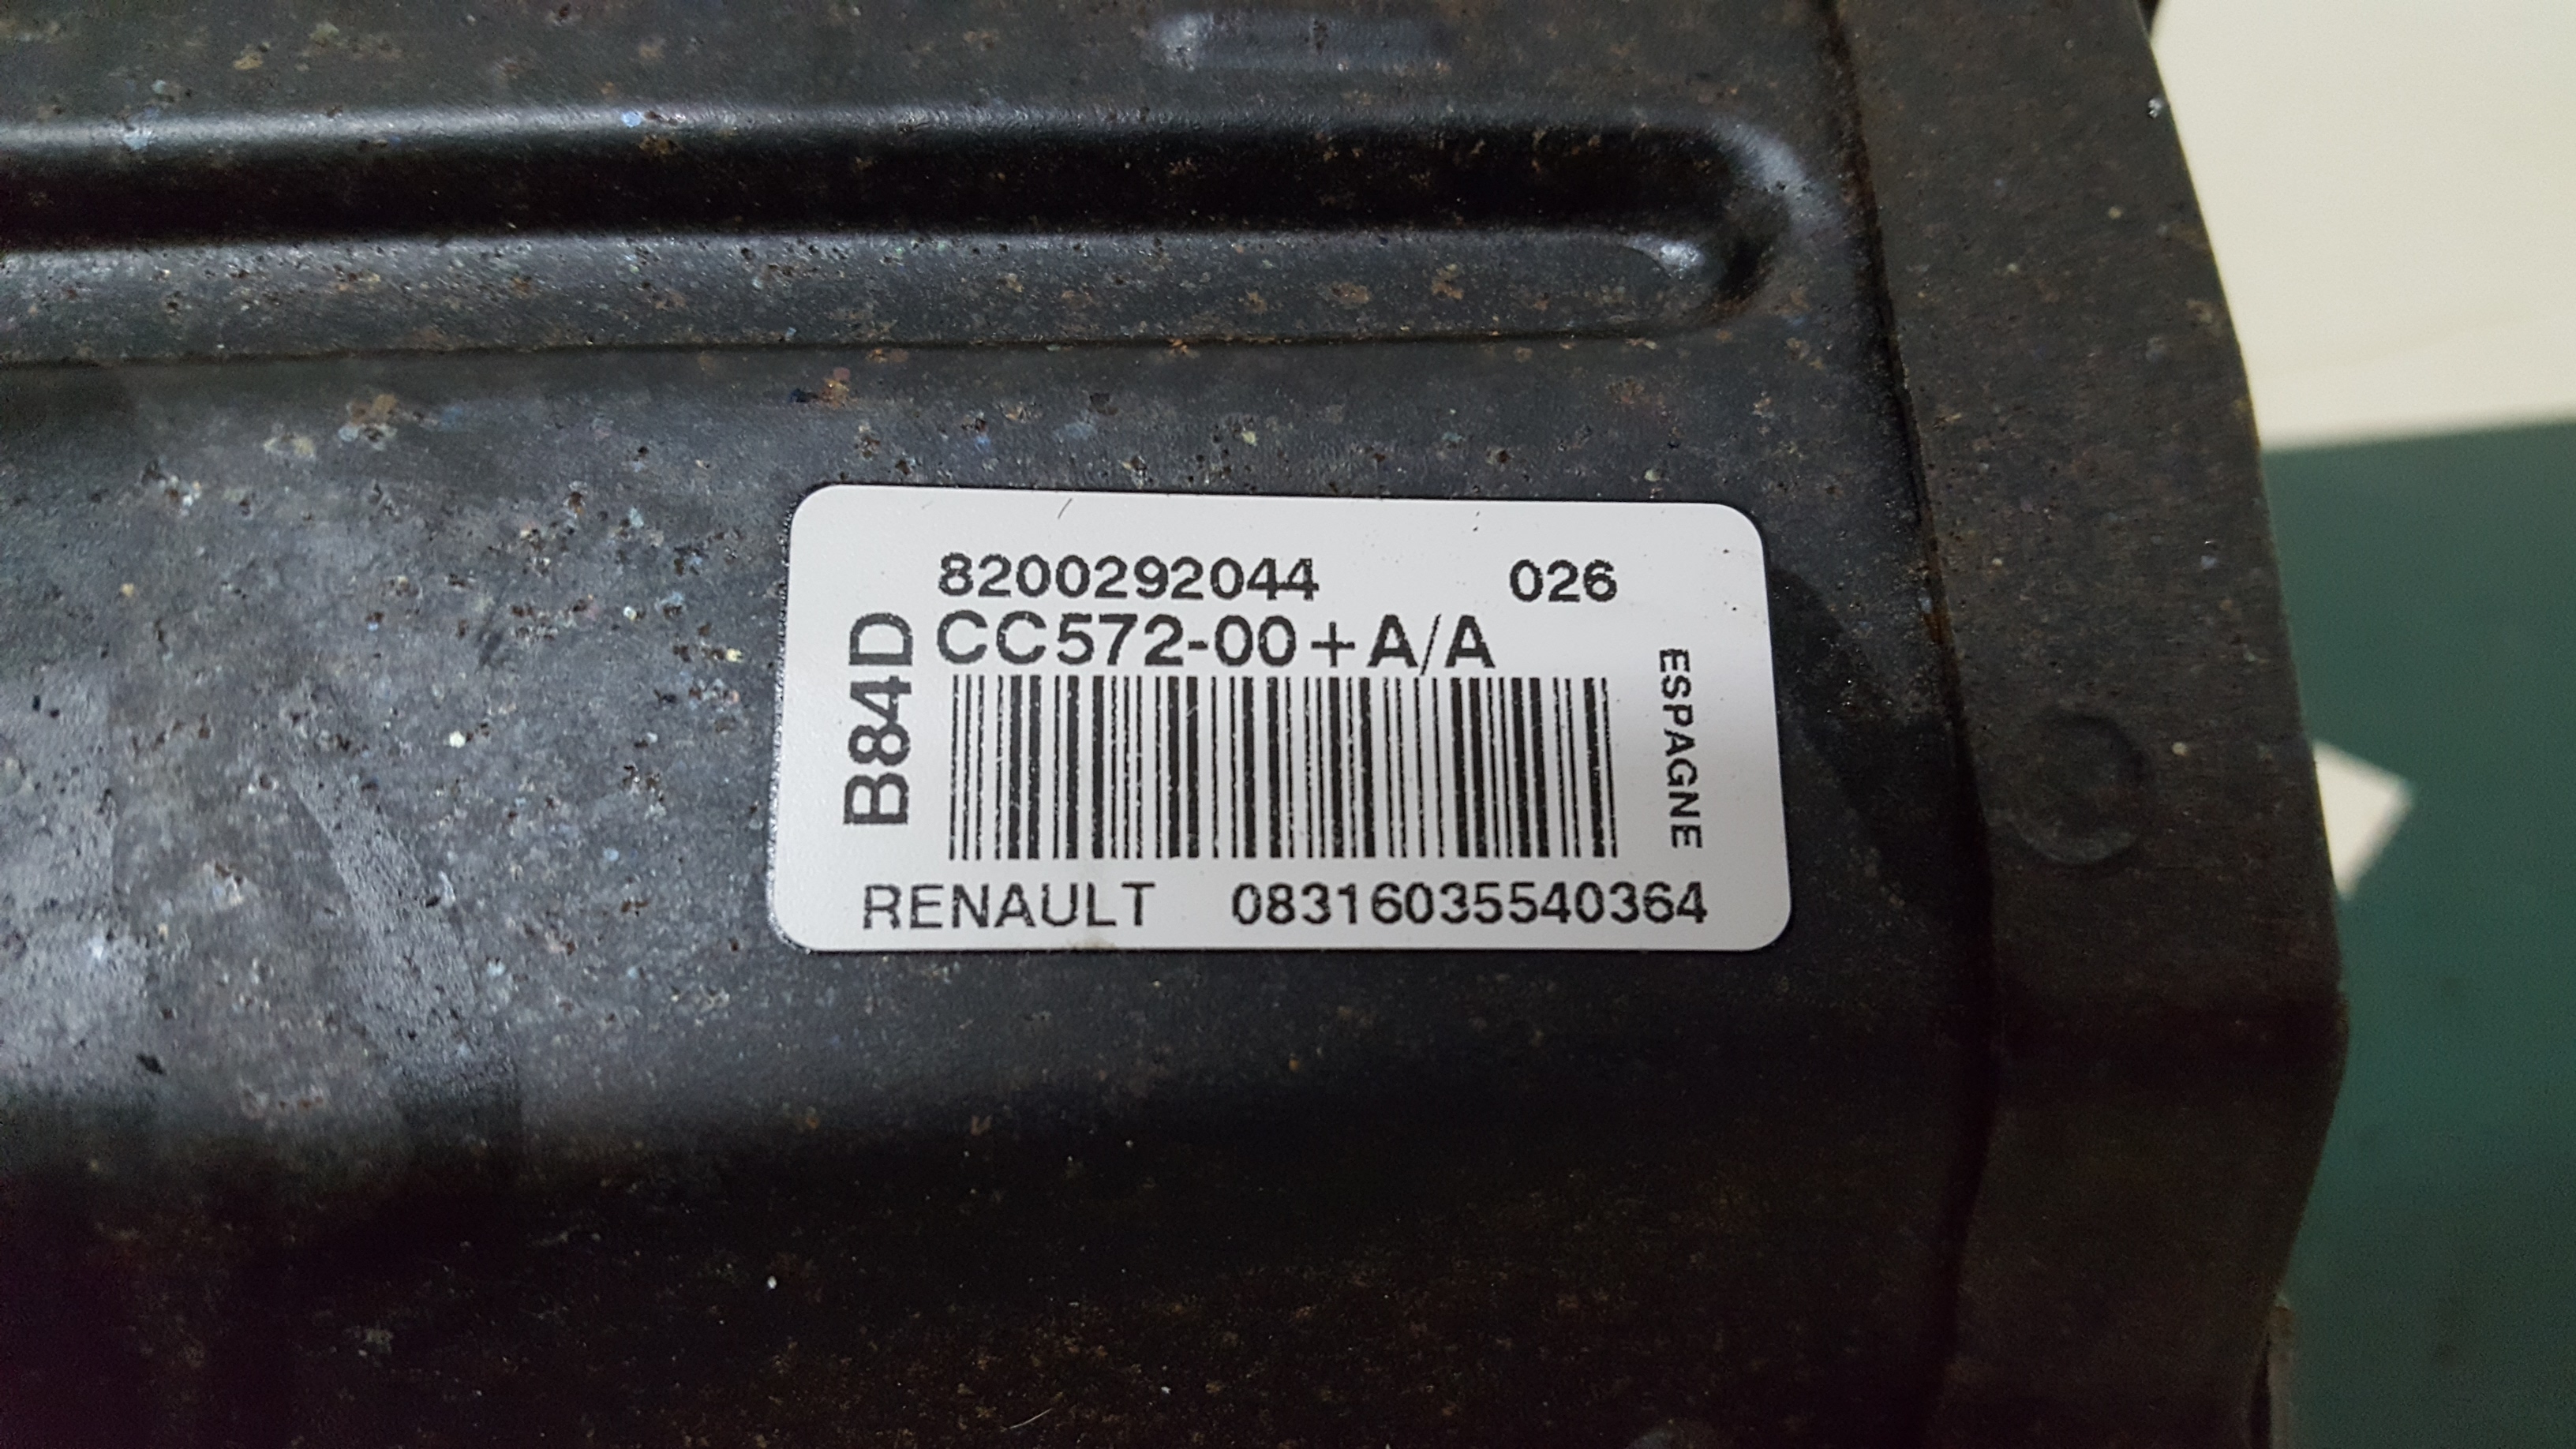 8200292044 026
B84D
CC572-00+A/A
ESPAGNE
RENAULT 08316035540364